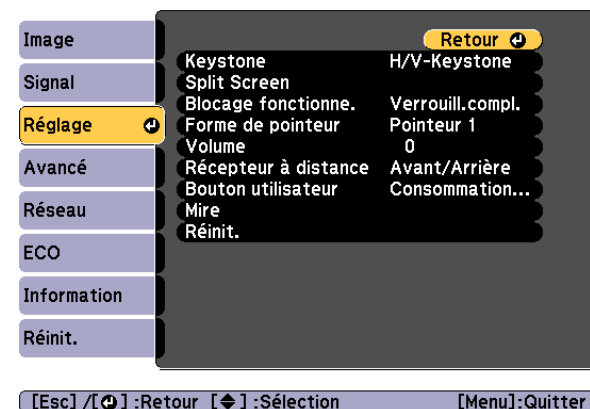 Image
Signal
Réglage
Avancé
Réseau
ECO
Information
Réinit.
Retour
Keystone H/V-Keystone
Split Screen
Blocage fonctionne. Verrouill.compl.
Forme de pointeur Pointeur 1
Volume 0
Récepteur à distance Avant/Arrière
Bouton utilisateur Consommation...
Mire
Réinit.
[Esc] /[⏎] :Retour [◆] :Sélection [Menu]:Quitter